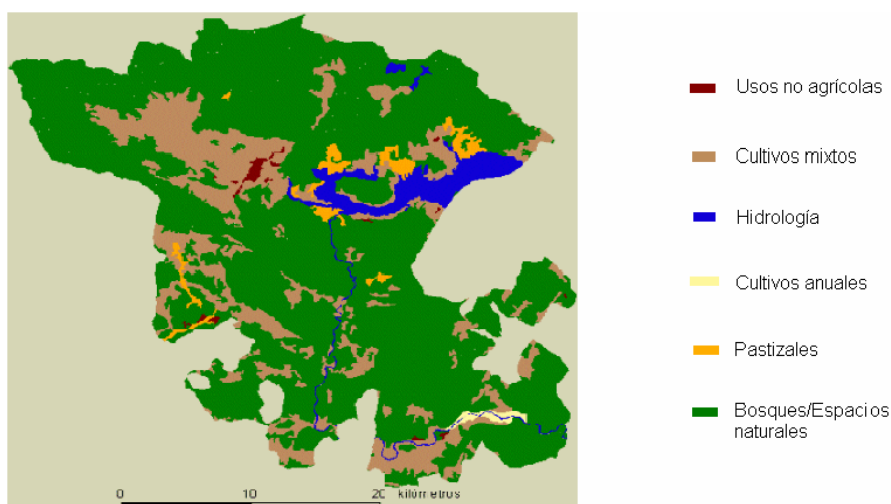 Usos no agrícolas
Cultivos mixtos
Hidrología
Cultivos anuales
Pastizales
Bosques/Espacios
naturales
0 10 20 kilómetros